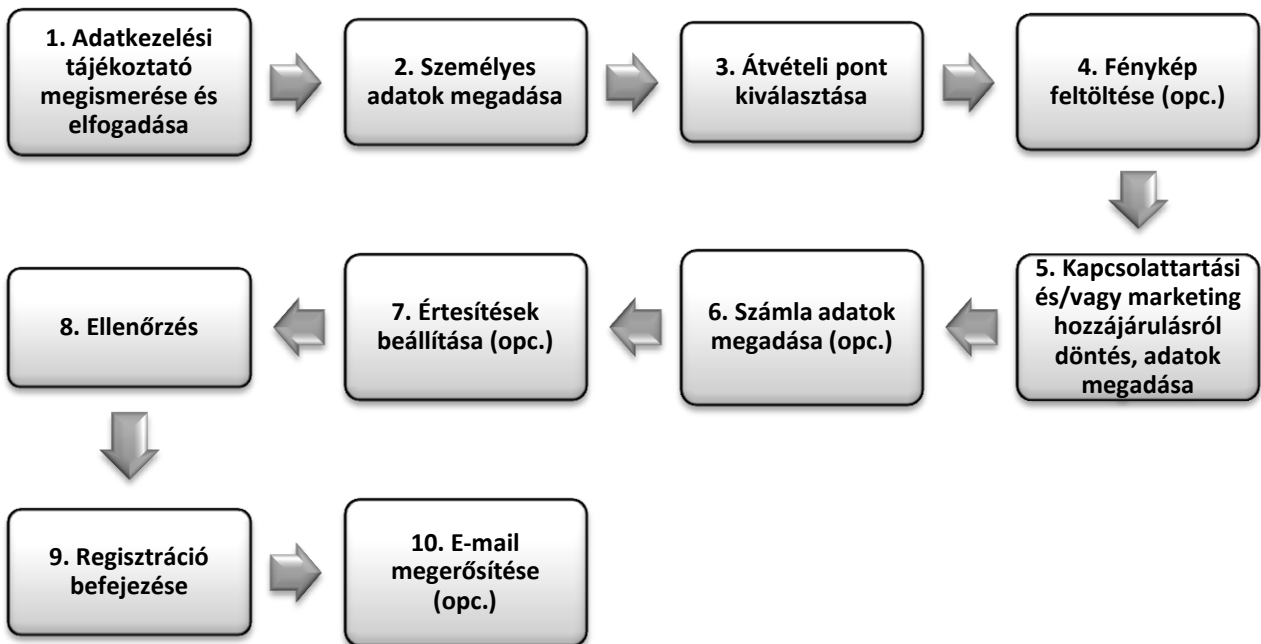 1. Adatkezelési
tájékoztató
megismerése és
elfogadása
2. Személyes
adatok megadása
3. Átvételi pont
kiválasztása
4. Fénykép
feltöltése (opc.)
5. Kapcsolattartási
és/vagy marketing
hozzájárulásról
döntés, adatok
megadása
6. Számla adatok
megadása (opc.)
7. Értesítések
beállítása (opc.)
8. Ellenőrzés
9. Regisztráció
befejezése
10. E-mail
megerősítése
(opc.)